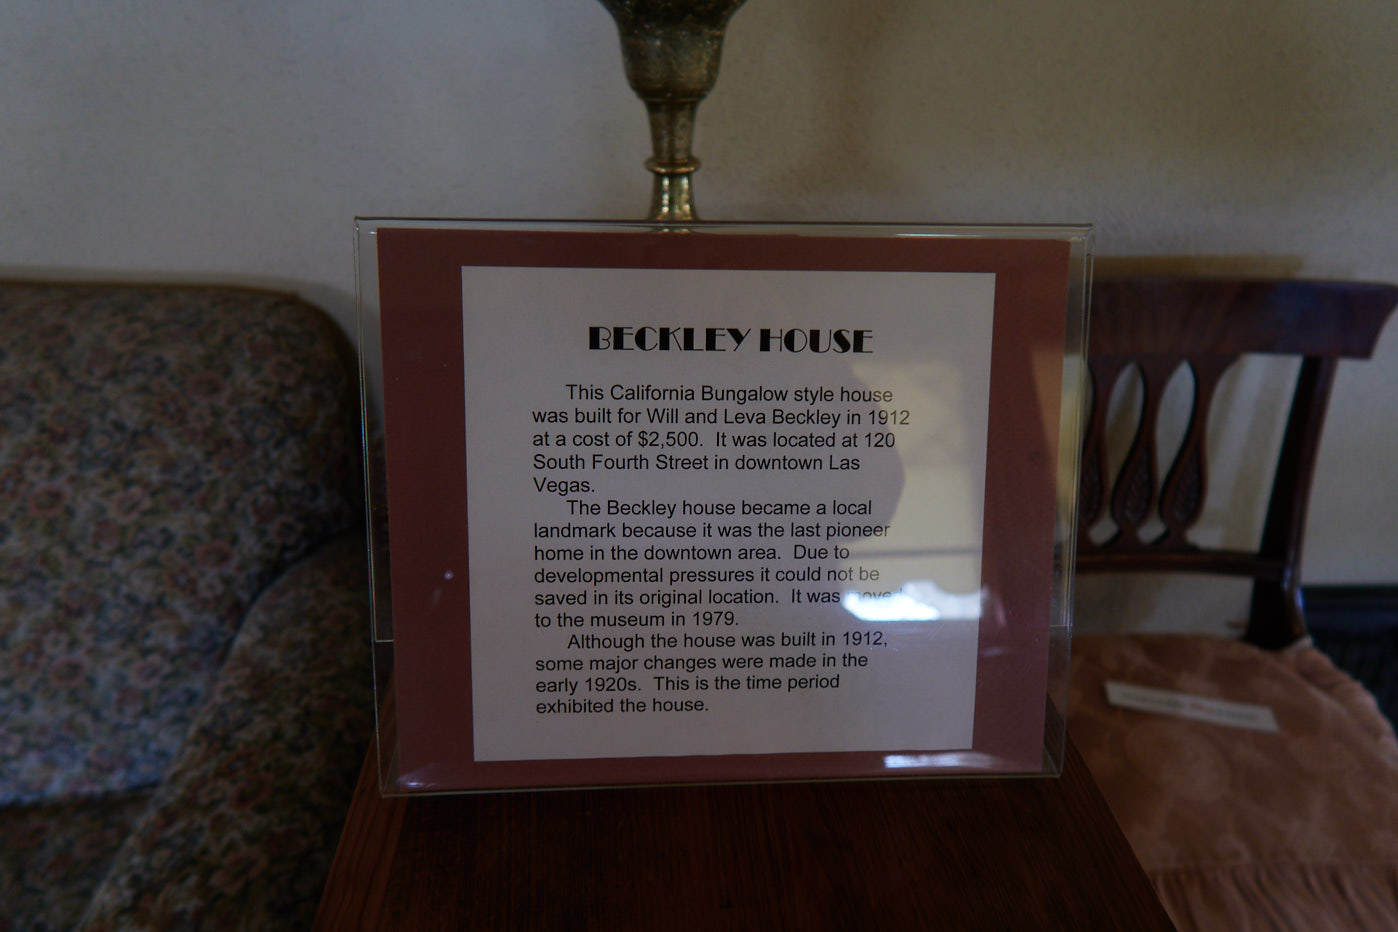 BECKLEY HOUSE
This California Bungalow style house
was built for Will and Leva Beckley in 1912
at a cost of $2,500. It was located at 120
South Fourth Street in downtown Las
Vegas.
The Beckley house became a local
landmark because it was the last pioneer
home in the downtown area. Due to
developmental pressures it could not be
saved in its original location. It was moved
to the museum in 1979.
Although the house was built in 1912,
some major changes were made in the
early 1920s. This is the time period
exhibited the house.